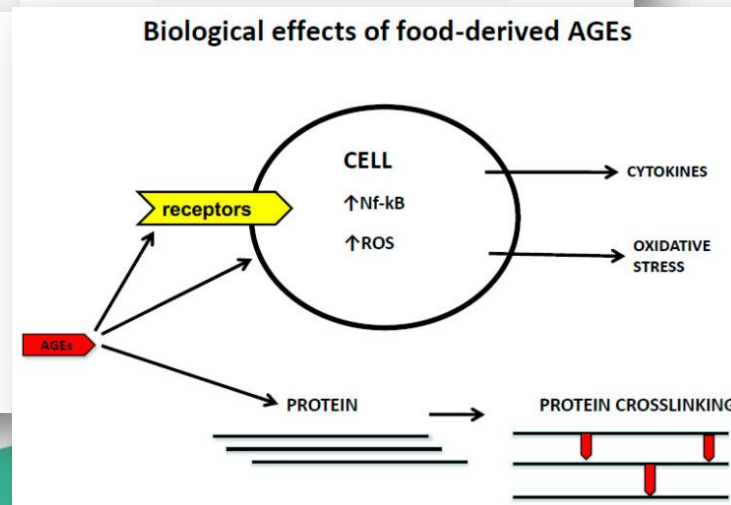 Biological effects of food-derived AGEs
CELL
↑Nf-kB
↑ROS
receptors
CYTOKINES
OXIDATIVE
STRESS
AGEs
PROTEIN
PROTEIN CROSSLINKING